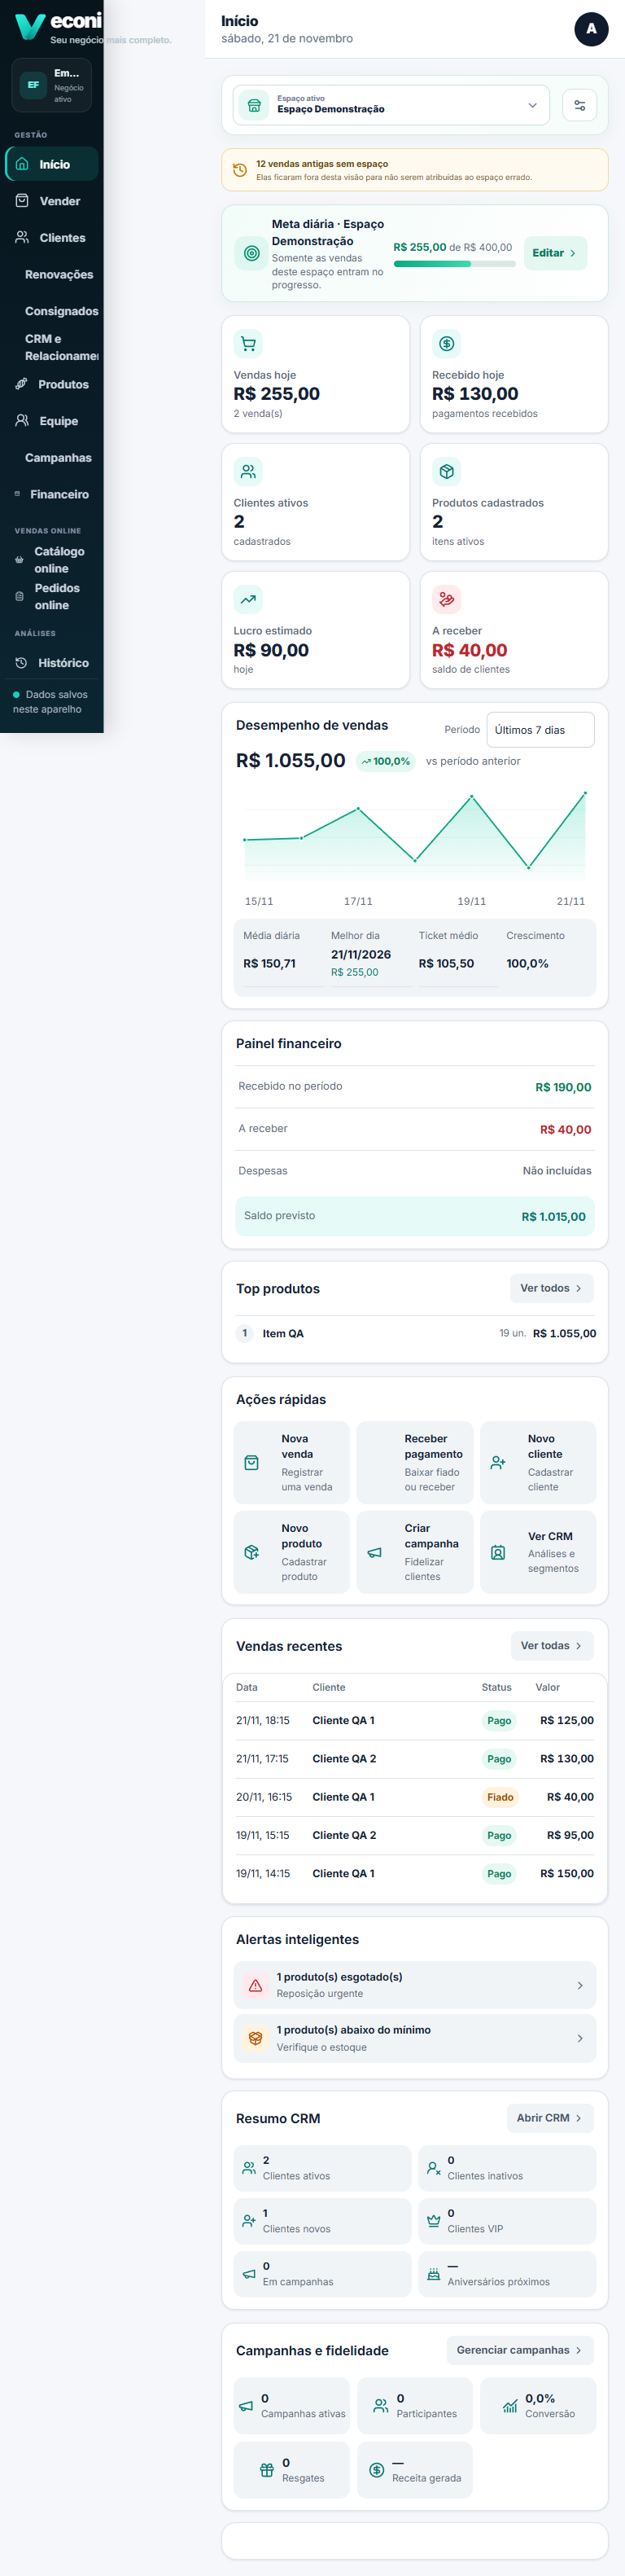 veconi
Seu negócio mais completo.
EF
Em...
Negócio
ativo
GESTÃO
Início
Vender
Clientes
Renovações
Consignados
CRM e
Relacionamen
Produtos
Equipe
Campanhas
Financeiro
VENDAS ONLINE
Catálogo
online
Pedidos
online
ANÁLISES
Histórico
Dados salvos
neste aparelho
Início
sábado, 21 de novembro
A
Espaço ativo
Espaço Demonstração
12 vendas antigas sem espaço
Elas ficaram fora desta visão para não serem atribuídas ao espaço errado.
Meta diária · Espaço
Demonstração
Somente as vendas
deste espaço entram no
progresso.
R$ 255,00 de R$ 400,00
Editar
Vendas hoje
R$ 255,00
2 venda(s)
Recebido hoje
R$ 130,00
pagamentos recebidos
Clientes ativos
2
cadastrados
Produtos cadastrados
2
itens ativos
Lucro estimado
R$ 90,00
hoje
A receber
R$ 40,00
saldo de clientes
Desempenho de vendas
Período
Últimos 7 dias
R$ 1.055,00
100,0%
vs período anterior
15/11
17/11
19/11
21/11
Média diária
R$ 150,71
Melhor dia
21/11/2026
R$ 255,00
Ticket médio
R$ 105,50
Crescimento
100,0%
Painel financeiro
Recebido no período
R$ 190,00
A receber
R$ 40,00
Despesas
Não incluídas
Saldo previsto
R$ 1.015,00
Top produtos
Ver todos
1
Item QA
19 un.
R$ 1.055,00
Ações rápidas
Nova
venda
Registrar
uma venda
Receber
pagamento
Baixar fiado
ou receber
Novo
cliente
Cadastrar
cliente
Novo
produto
Cadastrar
produto
Criar
campanha
Fidelizar
clientes
Ver CRM
Análises e
segmentos
Vendas recentes
Ver todas
Data Cliente Status Valor
21/11, 18:15 Cliente QA 1 Pago R$ 125,00
21/11, 17:15 Cliente QA 2 Pago R$ 130,00
20/11, 16:15 Cliente QA 1 Fiado R$ 40,00
19/11, 15:15 Cliente QA 2 Pago R$ 95,00
19/11, 14:15 Cliente QA 1 Pago R$ 150,00
Alertas inteligentes
1 produto(s) esgotado(s)
Reposição urgente
1 produto(s) abaixo do mínimo
Verifique o estoque
Resumo CRM
Abrir CRM
2
Clientes ativos
0
Clientes inativos
1
Clientes novos
0
Clientes VIP
0
Em campanhas
—
Aniversários próximos
Campanhas e fidelidade
Gerenciar campanhas
0
Campanhas ativas
0
Participantes
0,0%
Conversão
0
Resgates
—
Receita gerada